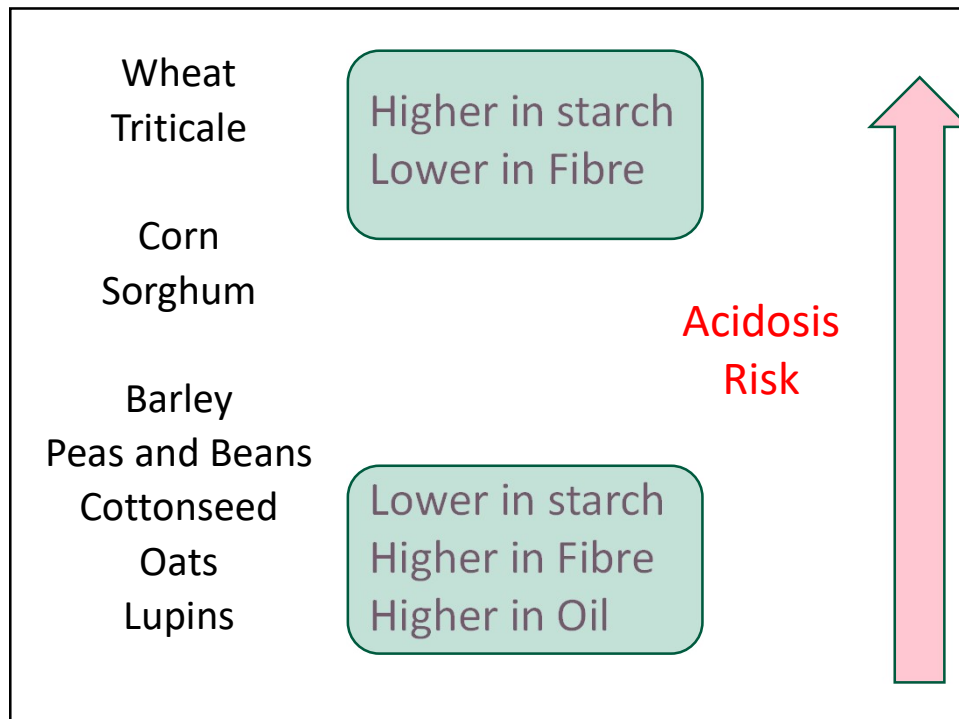 Wheat
Triticale
Corn
Sorghum
Barley
Peas and Beans
Cottonseed
Oats
Lupins
Higher in starch
Lower in Fibre
Lower in starch
Higher in Fibre
Higher in Oil
Acidosis
Risk